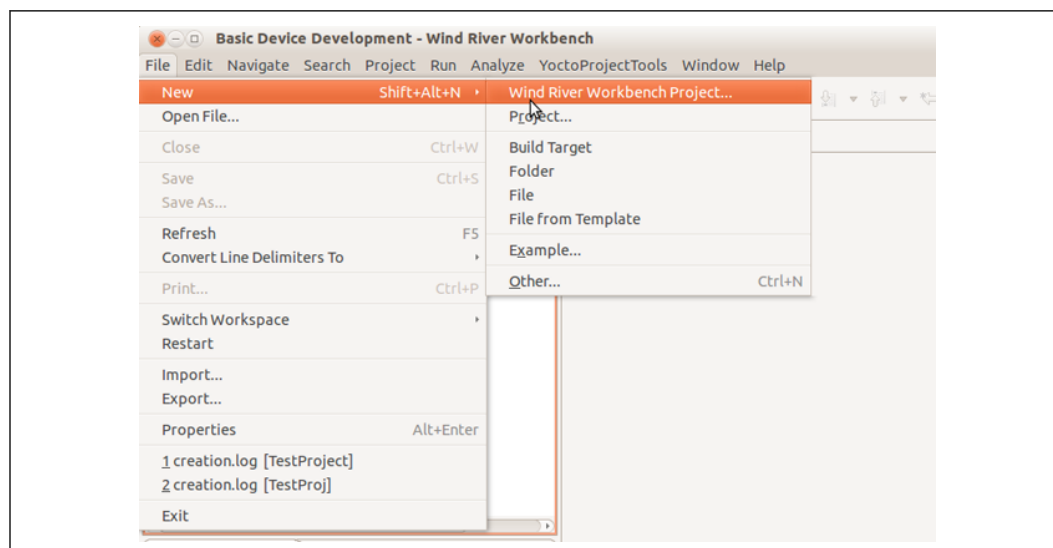 Basic Device Development - Wind River Workbench
File Edit Navigate Search Project Run Analyze YoctoProjectTools Window Help
New Shift+Alt+N
Open File...
Close Ctrl+W
Save Ctrl+S
Save As...
Refresh F5
Convert Line Delimiters To
Print... Ctrl+P
Switch Workspace
Restart
Import...
Export...
Properties Alt+Enter
1 creation.log [TestProject]
2 creation.log [TestProj]
Exit
Wind River Workbench Project...
Project...
Build Target
Folder
File
File from Template
Example...
Other... Ctrl+N